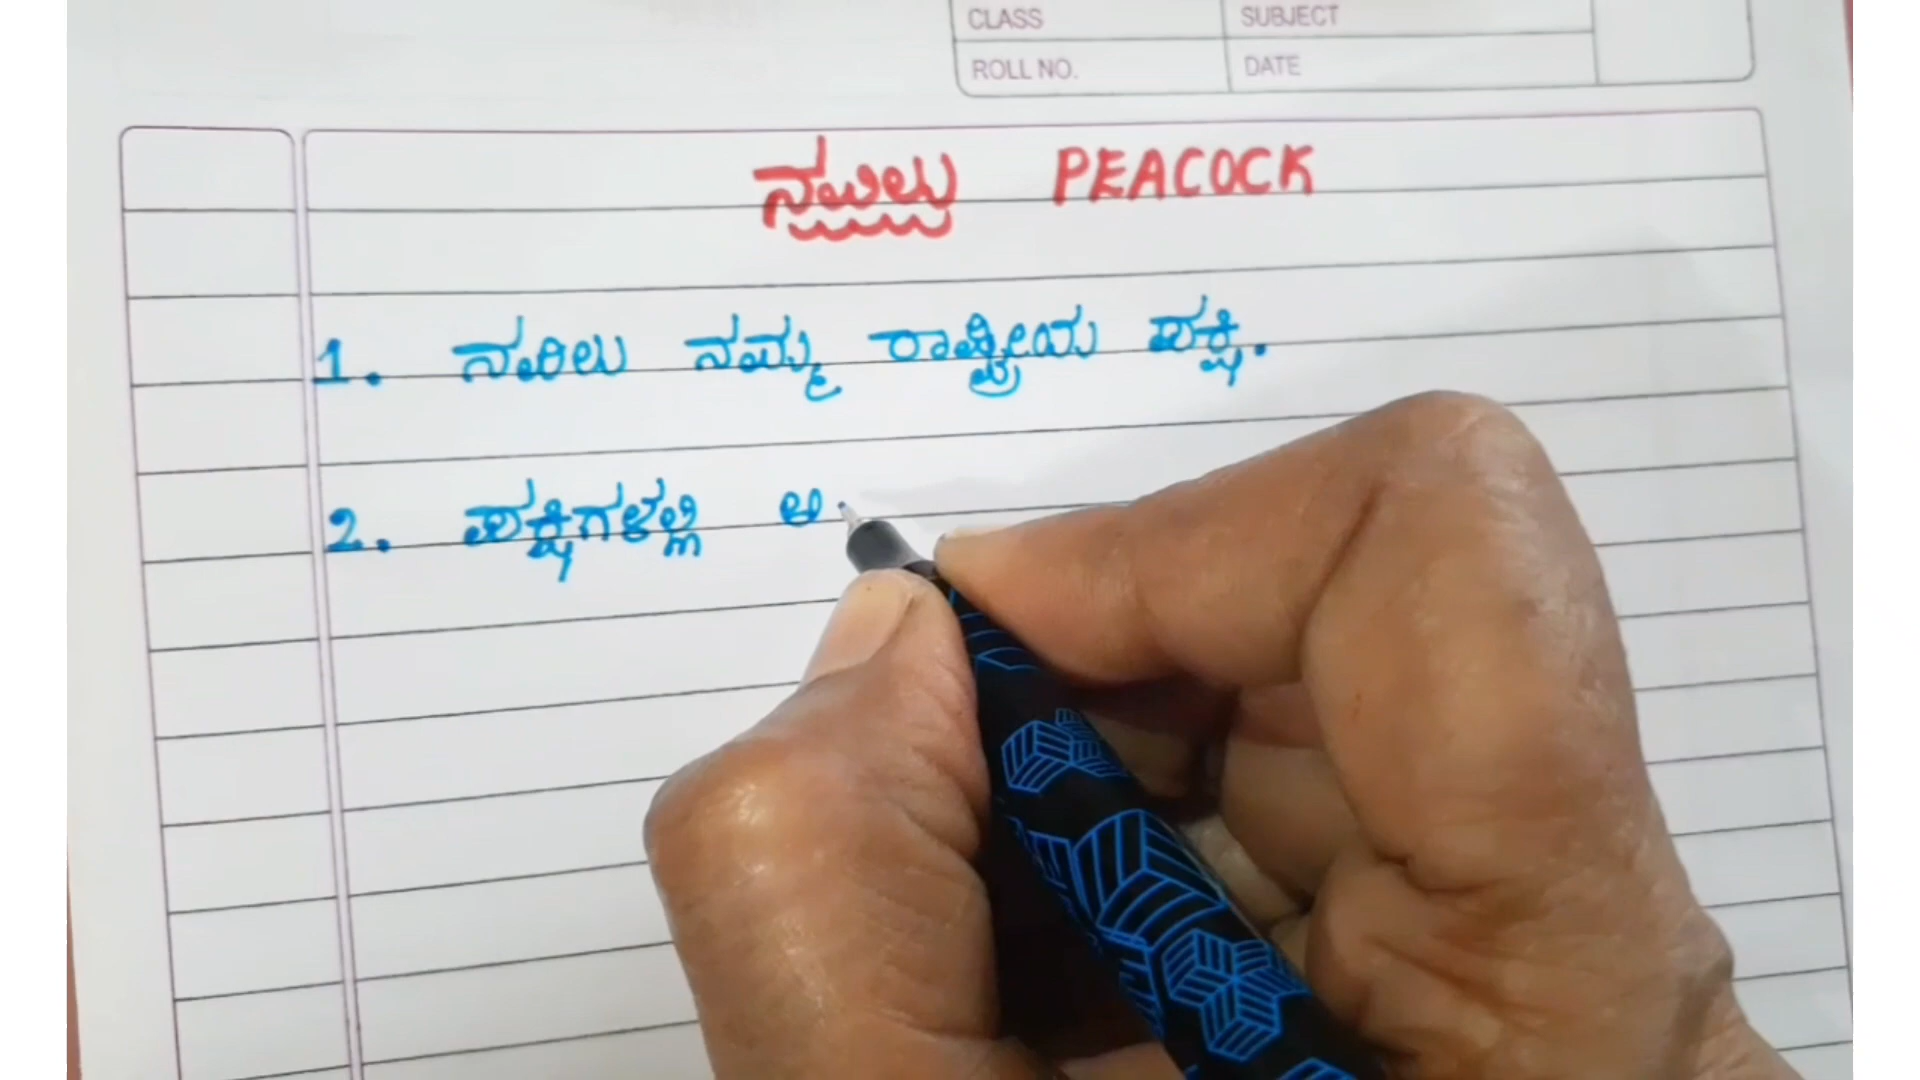 CLASS SUBJECT
ROLL NO. DATE
ನವಿಲು PEACOCK
1. ನವಿಲು ನಮ್ಮ ರಾಷ್ಟ್ರೀಯ ಪಕ್ಷಿ.
2. ಪಕ್ಷಿಗಳಲ್ಲಿ ಅ